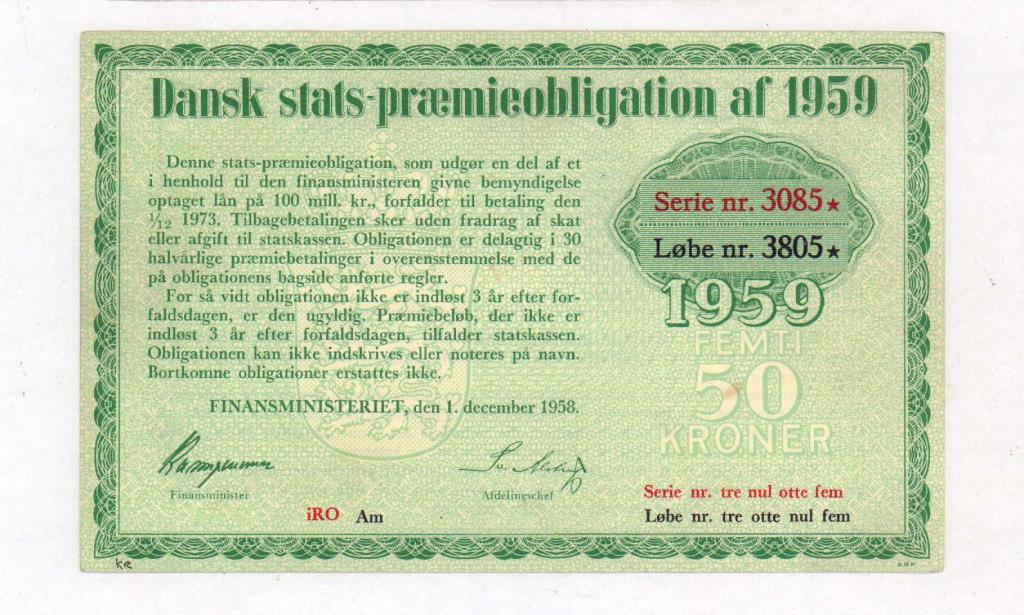 Dansk stats-præmieobligation af 1959
Denne stats-præmieobligation, som udgør en del af et
i henhold til den finansministeren givne bemyndigelse
optaget lån på 100 mill. kr., forfalder til betaling den
1/12 1973. Tilbagebetalingen sker uden fradrag af skat
eller afgift til statskassen. Obligationen er delagtig i 30
halvårlige præmiebetalinger i overensstemmelse med de
på obligationens bagside anførte regler.
For så vidt obligationen ikke er indløst 3 år efter for-
faldsdagen, er den ugyldig. Præmiebeløb, der ikke er
indløst 3 år efter forfaldsdagen, tilfalder statskassen.
Obligationen kan ikke indskrives eller noteres på navn.
Bortkomne obligationer erstattes ikke.
FINANSMINISTERIET, den 1. december 1958.
Finansminister
Afdelingschef
iRO Am
Serie nr. 3085★
Løbe nr. 3805★
1959
FEMTI
50
KRONER
Serie nr. tre nul otte fem
Løbe nr. tre otte nul fem